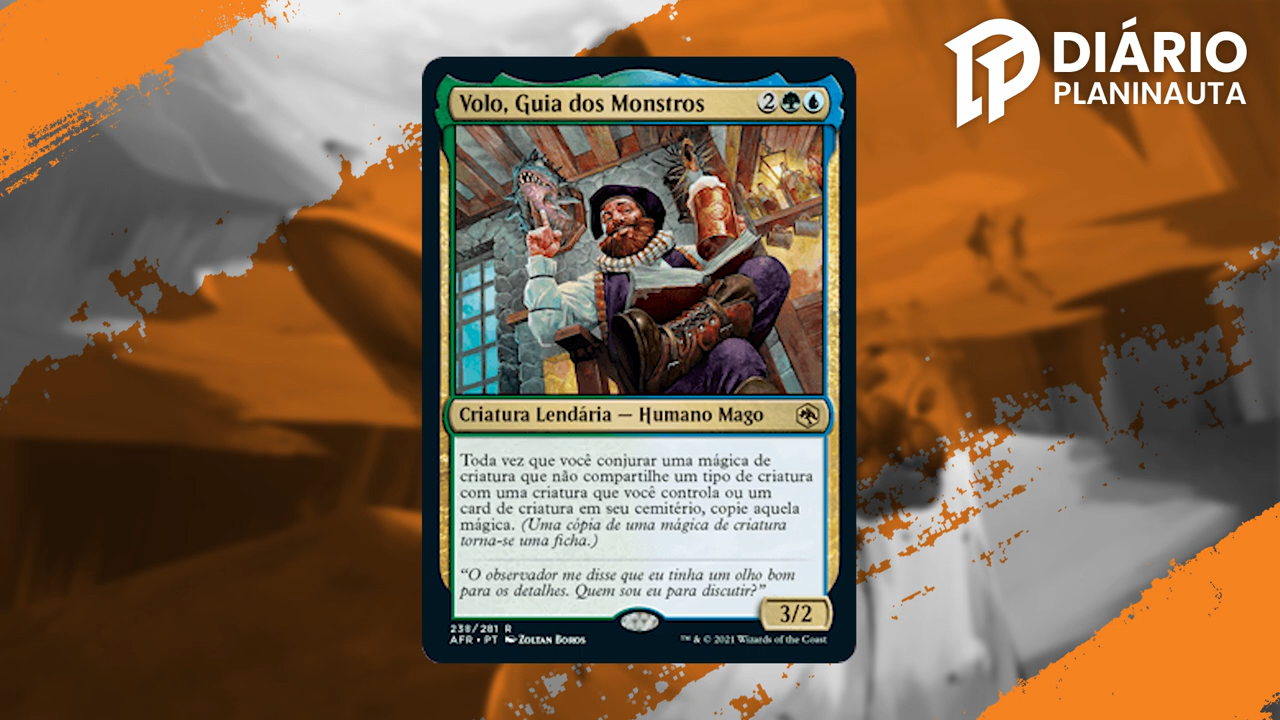 DIÁRIO
PLANINAUTA
Volo, Guia dos Monstros 2
Criatura Lendária — Humano Mago
Toda vez que você conjurar uma mágica de
criatura que não compartilhe um tipo de criatura
com uma criatura que você controla ou um
card de criatura em seu cemitério, copie aquela
mágica. (Uma cópia de uma mágica de criatura
torna-se uma ficha.)
“O observador me disse que eu tinha um olho bom
para os detalhes. Quem sou eu para discutir?”
3/2
238/281 R
AFR • PT ZOLTAN BOROS
™ & © 2021 Wizards of the Coast